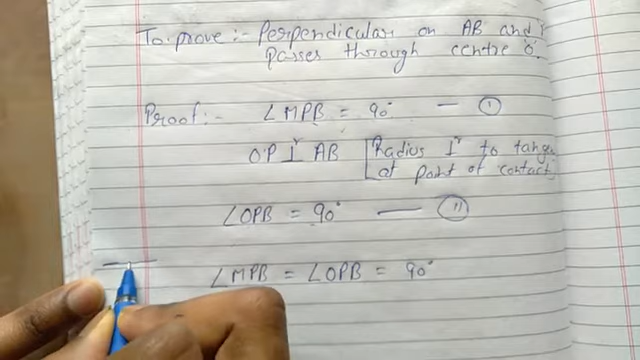 To prove :- Perpendicular on AB and
passes through centre O.
Proof :- ∠MPB = 90° — (I)
OP ⊥ AB [Radius ⊥r to tangent
at point of contact]
∠OPB = 90° — (II)
∠MPB = ∠OPB = 90°